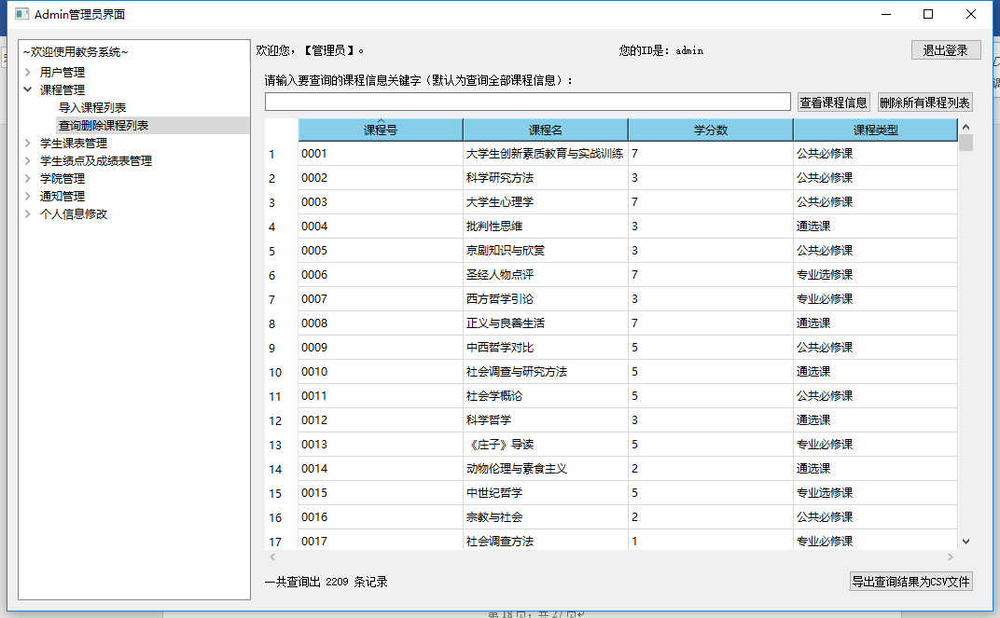 Admin管理员界面
~欢迎使用教务系统~
用户管理
课程管理
导入课程列表
查询删除课程列表
学生课表管理
学生绩点及成绩表管理
学院管理
通知管理
个人信息修改
欢迎您，【管理员】。 您的ID是: admin 退出登录
请输入要查询的课程信息关键字（默认为查询全部课程信息）:
查看课程信息 删除所有课程列表
课程号 课程名 学分数 课程类型
1 0001 大学生创新素质教育与实战训练 7 公共必修课
2 0002 科学研究方法 3 公共必修课
3 0003 大学生心理学 7 公共必修课
4 0004 批判性思维 3 通选课
5 0005 京剧知识与欣赏 3 公共必修课
6 0006 圣经人物点评 7 专业选修课
7 0007 西方哲学引论 3 专业必修课
8 0008 正义与良善生活 7 通选课
9 0009 中西哲学对比 5 公共必修课
10 0010 社会调查与研究方法 5 通选课
11 0011 社会学概论 5 公共必修课
12 0012 科学哲学 3 通选课
13 0013 《庄子》导读 5 专业必修课
14 0014 动物伦理与素食主义 2 通选课
15 0015 中世纪哲学 5 专业选修课
16 0016 宗教与社会 2 公共必修课
17 0017 社会调查方法 1 专业必修课
一共查询出 2209 条记录 导出查询结果为CSV文件